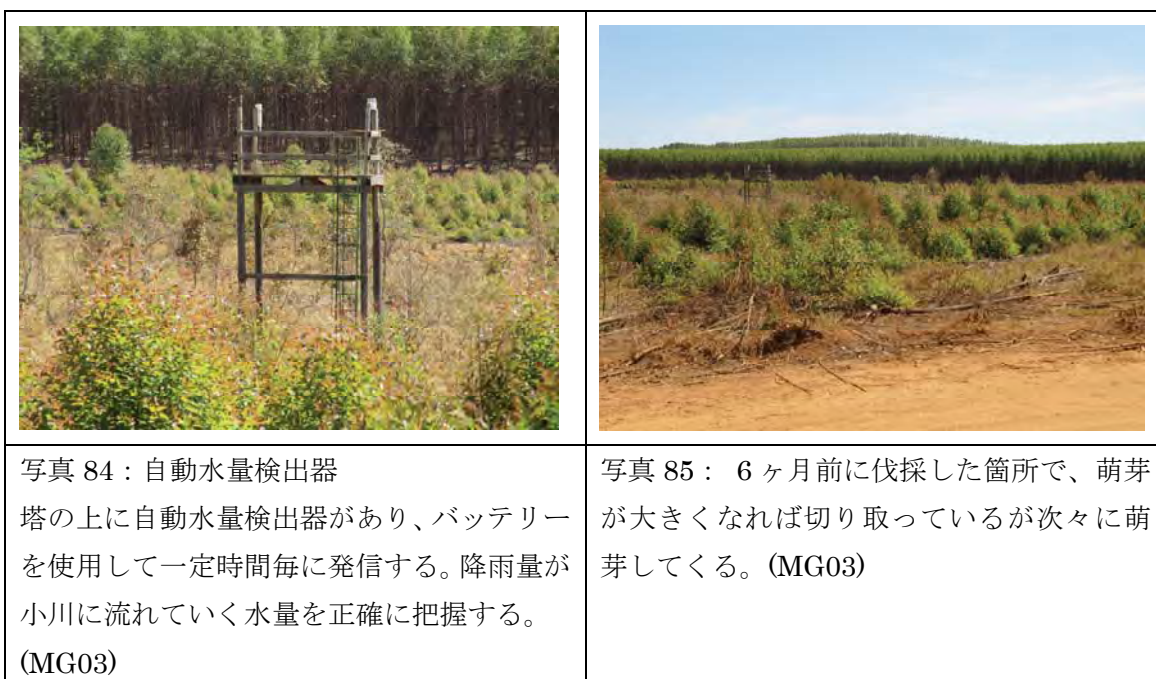 写真 84：自動水量検出器
塔の上に自動水量検出器があり、バッテリー
を使用して一定時間毎に発信する。降雨量が
小川に流れていく水量を正確に把握する。
(MG03)
写真 85： 6ヶ月前に伐採した箇所で、萌芽
が大きくなれば切り取っているが次々に萌
芽してくる。(MG03)